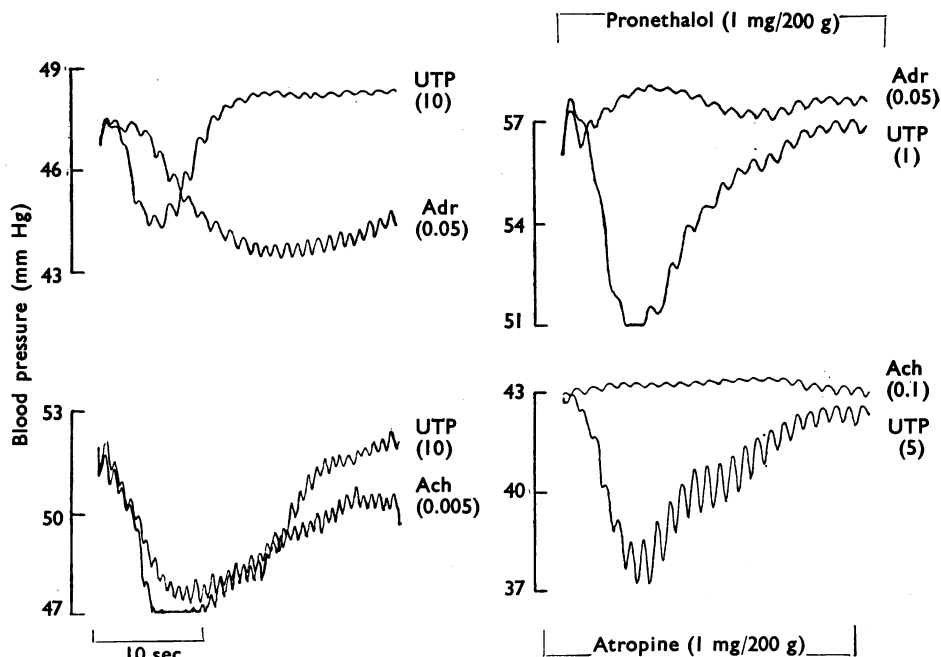 Pronethalol (1 mg/200 g)
49
46
43
UTP
(10)
Adr
(0.05)
57
54
51
Adr
(0.05)
UTP
(1)
Blood pressure (mm Hg)
53
50
47
UTP
(10)
Ach
(0.005)
43
40
37
Ach
(0.1)
UTP
(5)
10 sec
Atropine (1 mg/200 g)